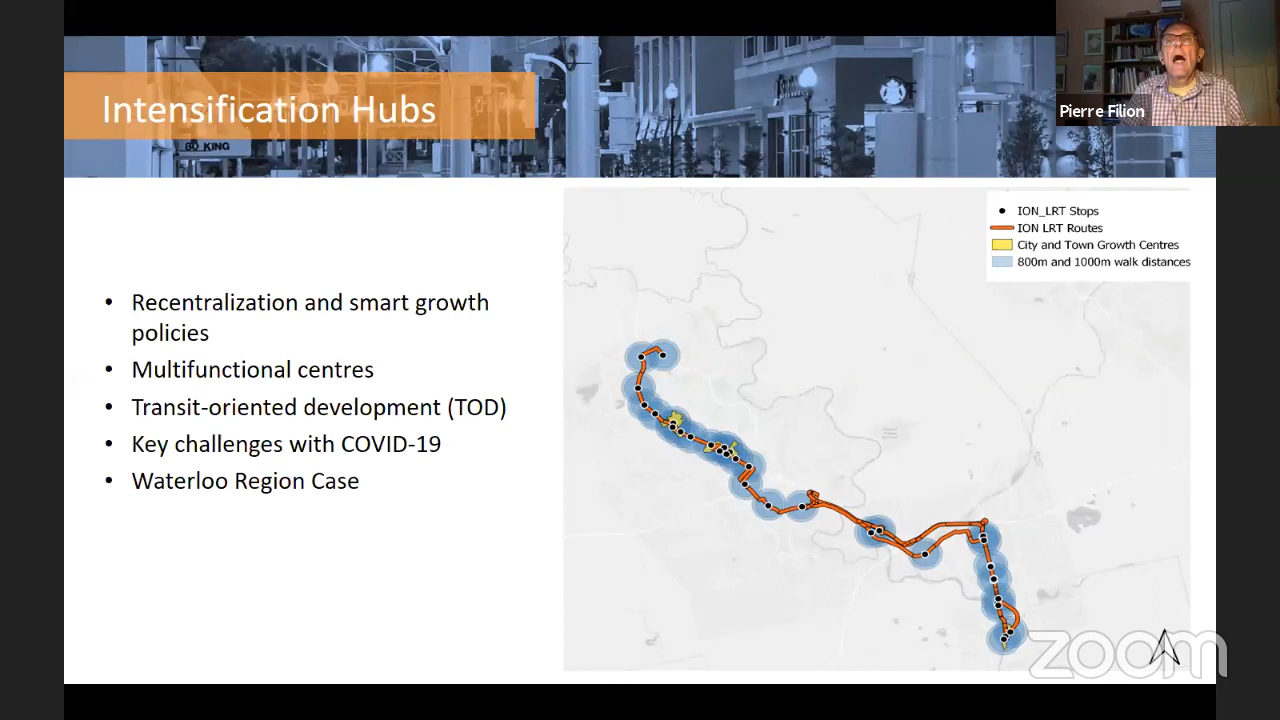 Intensification Hubs
80 KING
Pierre Filion
• Recentralization and smart growth
policies
• Multifunctional centres
• Transit-oriented development (TOD)
• Key challenges with COVID-19
• Waterloo Region Case
ION_LRT Stops
ION LRT Routes
City and Town Growth Centres
800m and 1000m walk distances
zoom